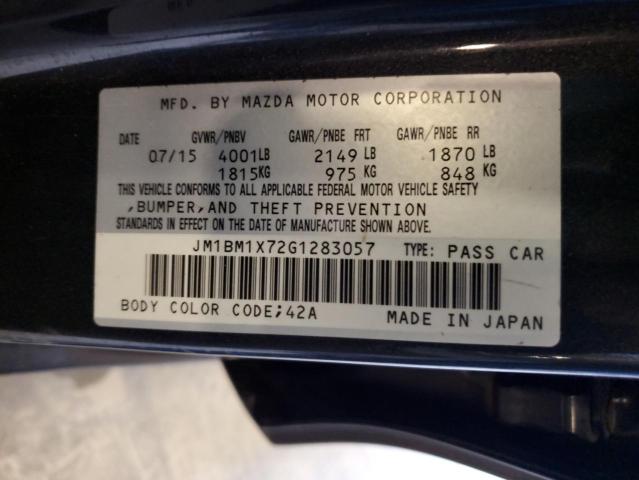 MFD. BY MAZDA MOTOR CORPORATION
DATE GVWR/PNBV GAWR/PNBE FRT GAWR/PNBE RR
07/15 4001LB 2149 LB 1870 LB
1815KG 975 KG 848 KG
THIS VEHICLE CONFORMS TO ALL APPLICABLE FEDERAL MOTOR VEHICLE SAFETY
,BUMPER,AND THEFT PREVENTION
STANDARDS IN EFFECT ON THE DATE OF MANUFACTURE SHOWN ABOVE.
JM1BM1X72G1283057 TYPE: PASS CAR
BODY COLOR CODE;42A MADE IN JAPAN